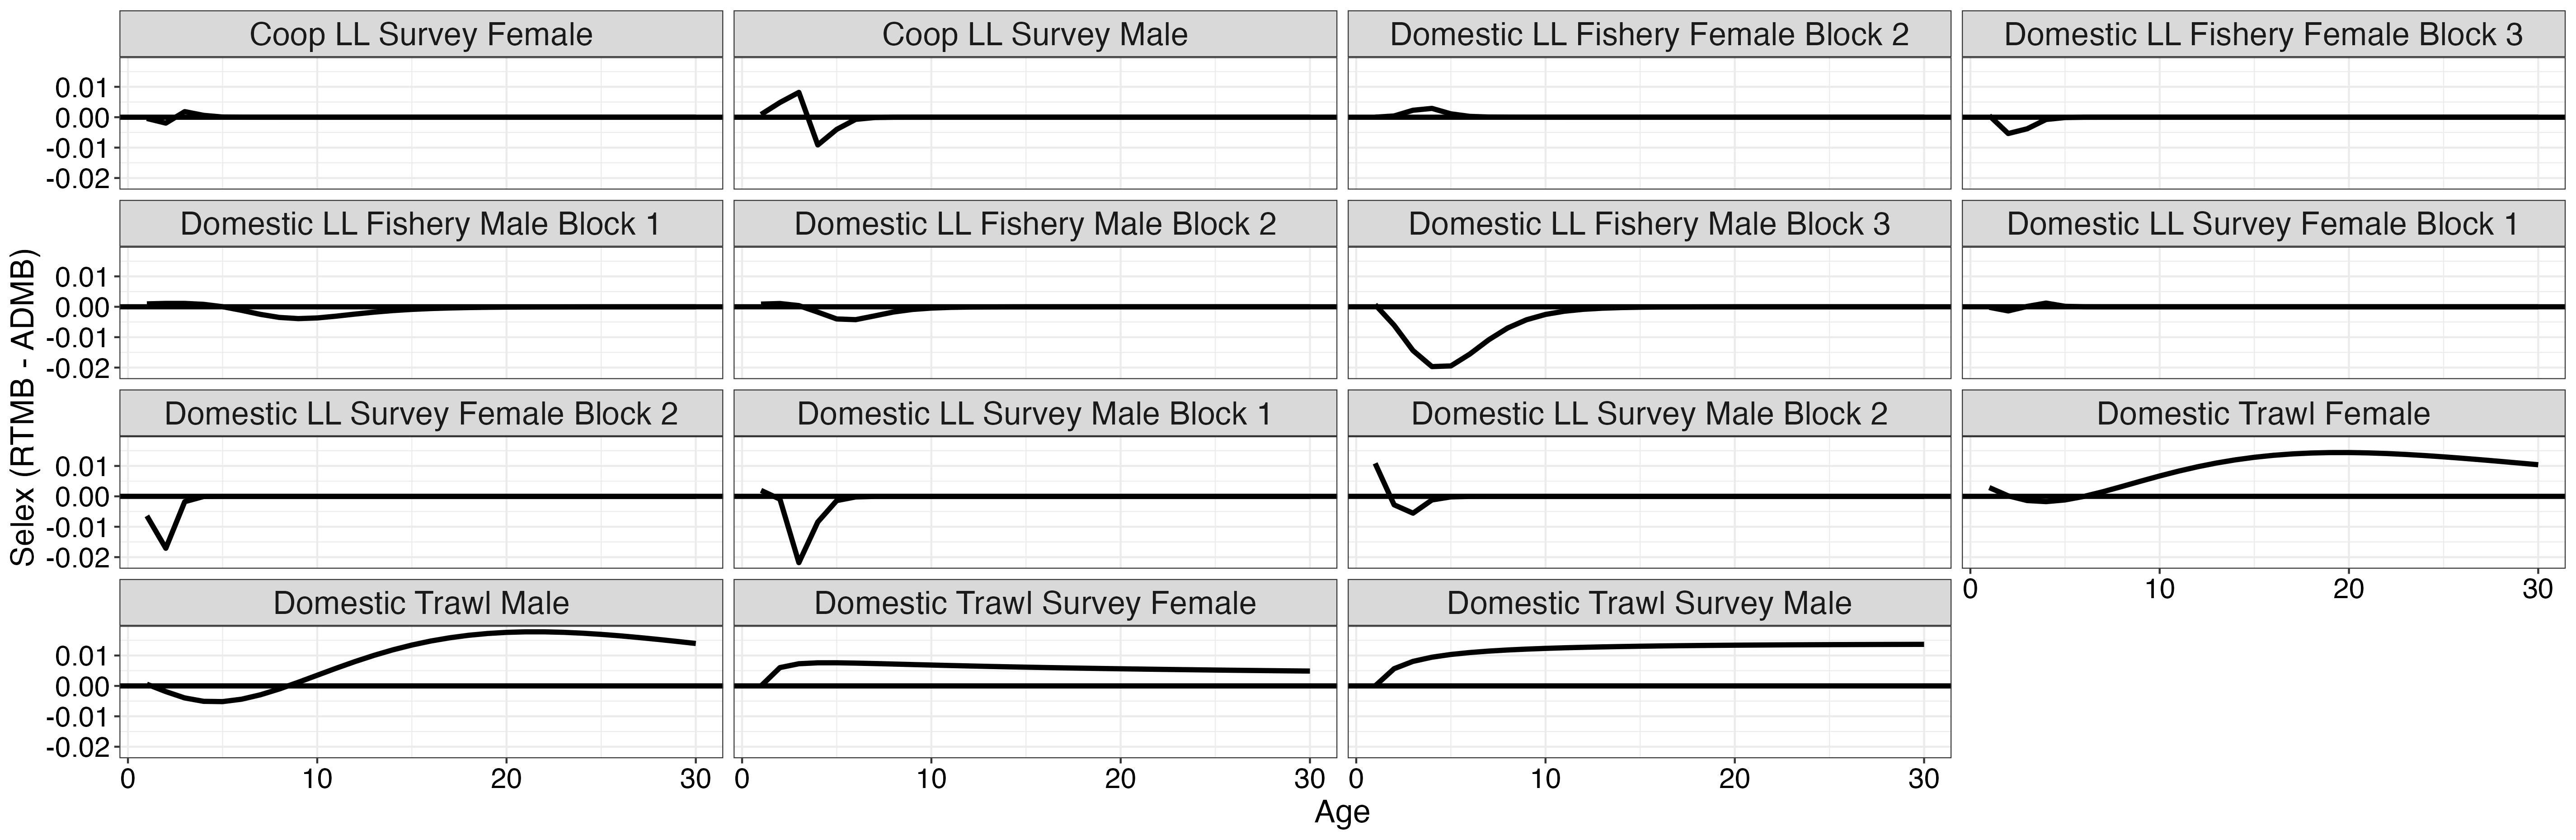 Coop LL Survey Female
Coop LL Survey Male
Domestic LL Fishery Female Block 2
Domestic LL Fishery Female Block 3
0.01
0.00
-0.01
-0.02
Domestic LL Fishery Male Block 1
Domestic LL Fishery Male Block 2
Domestic LL Fishery Male Block 3
Domestic LL Survey Female Block 1
0.01
0.00
-0.01
-0.02
Domestic LL Survey Female Block 2
Domestic LL Survey Male Block 1
Domestic LL Survey Male Block 2
Domestic Trawl Female
0.01
0.00
-0.01
-0.02
0 10 20 30
Domestic Trawl Male
Domestic Trawl Survey Female
Domestic Trawl Survey Male
0.01
0.00
-0.01
-0.02
0 10 20 30
0 10 20 30
0 10 20 30
Age
Selex (RTMB - ADMB)